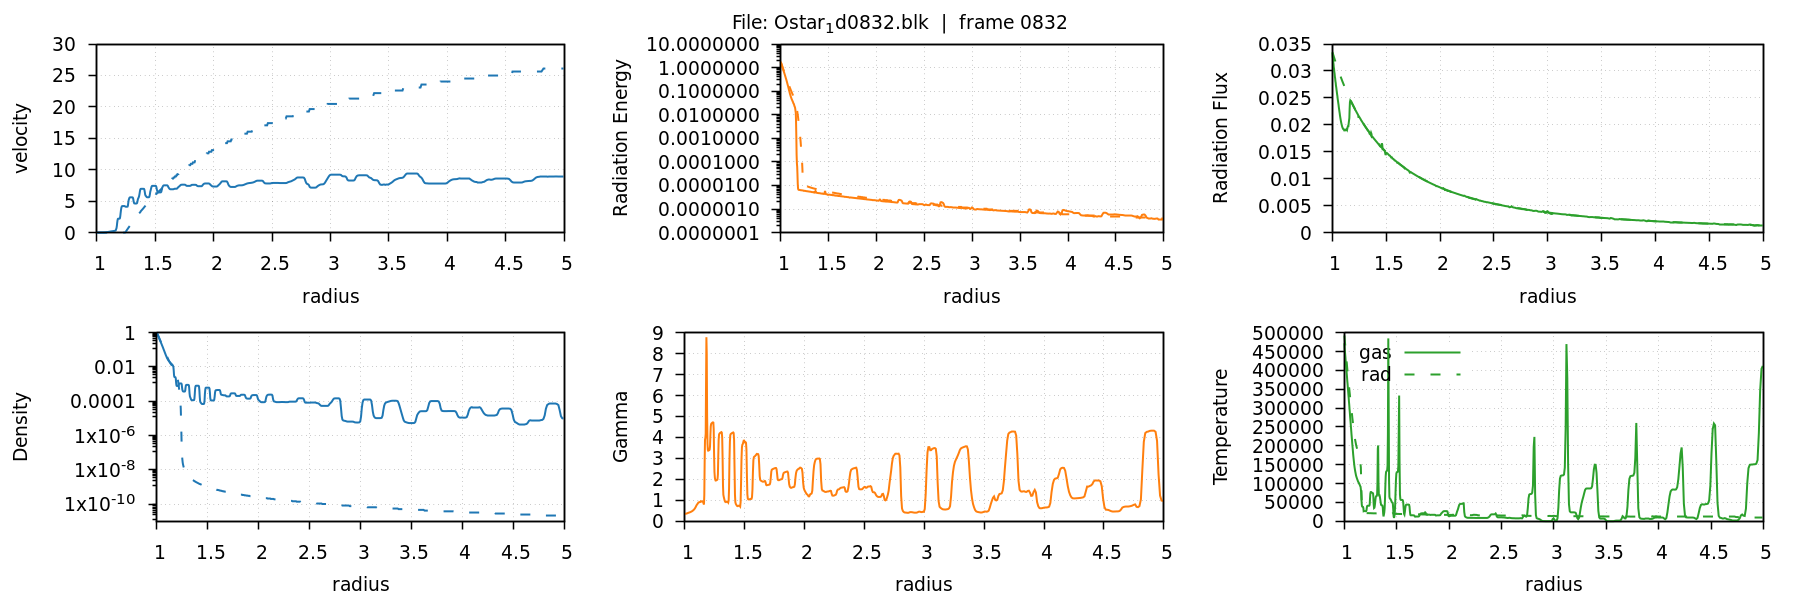 File: Ostar1d0832.blk | frame 0832
velocity
30
25
20
15
10
5
0
1 1.5 2 2.5 3 3.5 4 4.5 5
radius
Radiation Energy
10.0000000
1.0000000
0.1000000
0.0100000
0.0010000
0.0001000
0.0000100
0.0000010
0.0000001
1 1.5 2 2.5 3 3.5 4 4.5 5
radius
Radiation Flux
0.035
0.03
0.025
0.02
0.015
0.01
0.005
0
1 1.5 2 2.5 3 3.5 4 4.5 5
radius
Density
1
0.01
0.0001
1x10-6
1x10-8
1x10-10
1 1.5 2 2.5 3 3.5 4 4.5 5
radius
Gamma
9
8
7
6
5
4
3
2
1
0
1 1.5 2 2.5 3 3.5 4 4.5 5
radius
Temperature
500000
450000
400000
350000
300000
250000
200000
150000
100000
50000
0
gas
rad
1 1.5 2 2.5 3 3.5 4 4.5 5
radius